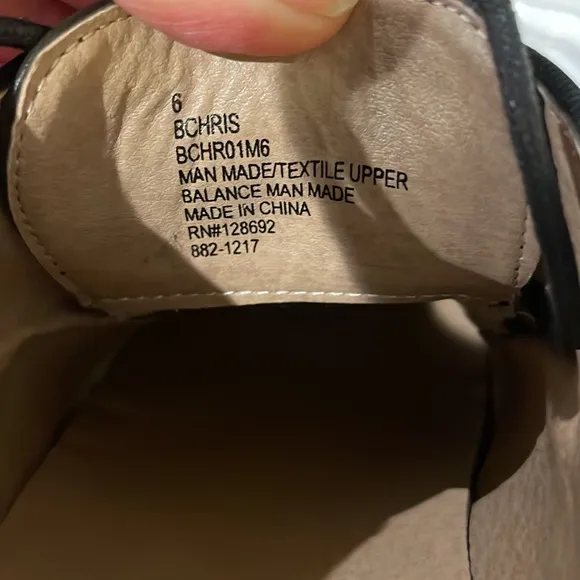 6
BCHRIS
BCHR01M6
MAN MADE/TEXTILE UPPER
BALANCE MAN MADE
MADE IN CHINA
RN#128692
882-1217